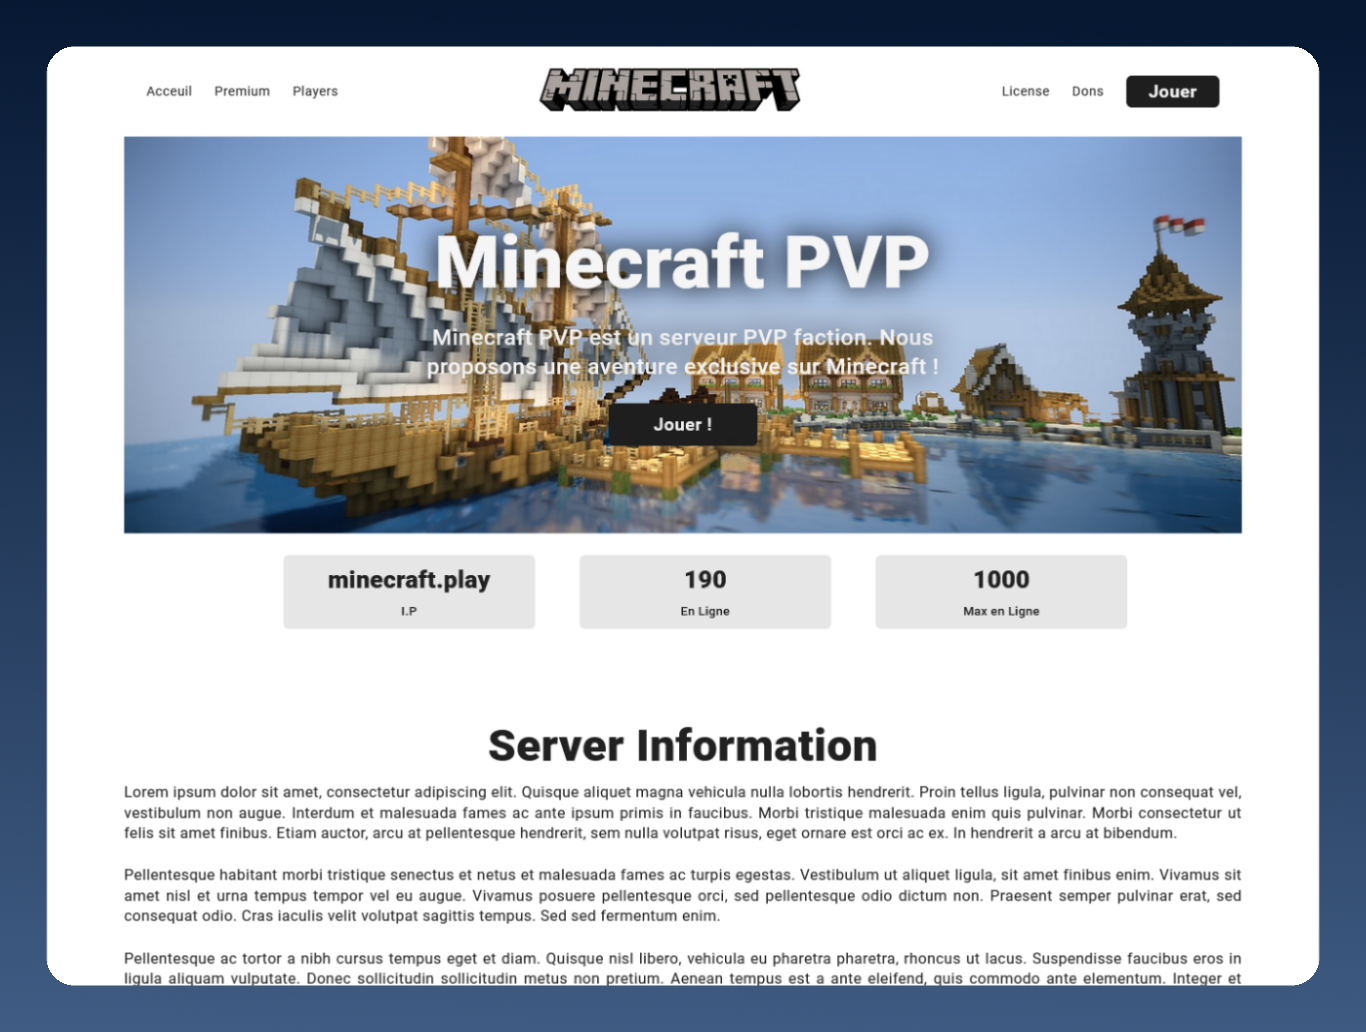 Acceuil Premium Players MINECRAFT License Dons Jouer
Minecraft PVP
Minecraft PVP est un serveur PVP faction. Nous
proposons une aventure exclusive sur Minecraft !
Jouer !
minecraft.play 190 1000
I.P En Ligne Max en Ligne
Server Information
Lorem ipsum dolor sit amet, consectetur adipiscing elit. Quisque aliquet magna vehicula nulla lobortis hendrerit. Proin tellus ligula, pulvinar non consequat vel,
vestibulum non augue. Interdum et malesuada fames ac ante ipsum primis in faucibus. Morbi tristique malesuada enim quis pulvinar. Morbi consectetur ut
felis sit amet finibus. Etiam auctor, arcu at pellentesque hendrerit, sem nulla volutpat risus, eget ornare est orci ac ex. In hendrerit a arcu at bibendum.
Pellentesque habitant morbi tristique senectus et netus et malesuada fames ac turpis egestas. Vestibulum ut aliquet ligula, sit amet finibus enim. Vivamus sit
amet nisl et urna tempus tempor vel eu augue. Vivamus posuere pellentesque orci, sed pellentesque odio dictum non. Praesent semper pulvinar erat, sed
consequat odio. Cras iaculis velit volutpat sagittis tempus. Sed sed fermentum enim.
Pellentesque ac tortor a nibh cursus tempus eget et diam. Quisque nisl libero, vehicula eu pharetra pharetra, rhoncus ut lacus. Suspendisse faucibus eros in
ligula aliquam vulputate. Donec sollicitudin sollicitudin metus non pretium. Aenean tempus est a ante eleifend, quis commodo ante elementum. Integer et